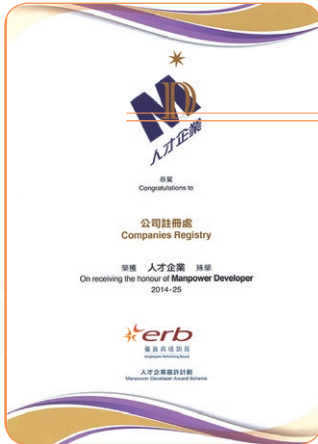 MD
人才企業
恭賀
Congratulations to
公司註冊處
Companies Registry
榮獲 人才企業 殊榮
On receiving the honour of Manpower Developer
2014-25
erb
僱員再培訓局
Employees Retraining Board
人才企業嘉許計劃
Manpower Developer Award Scheme